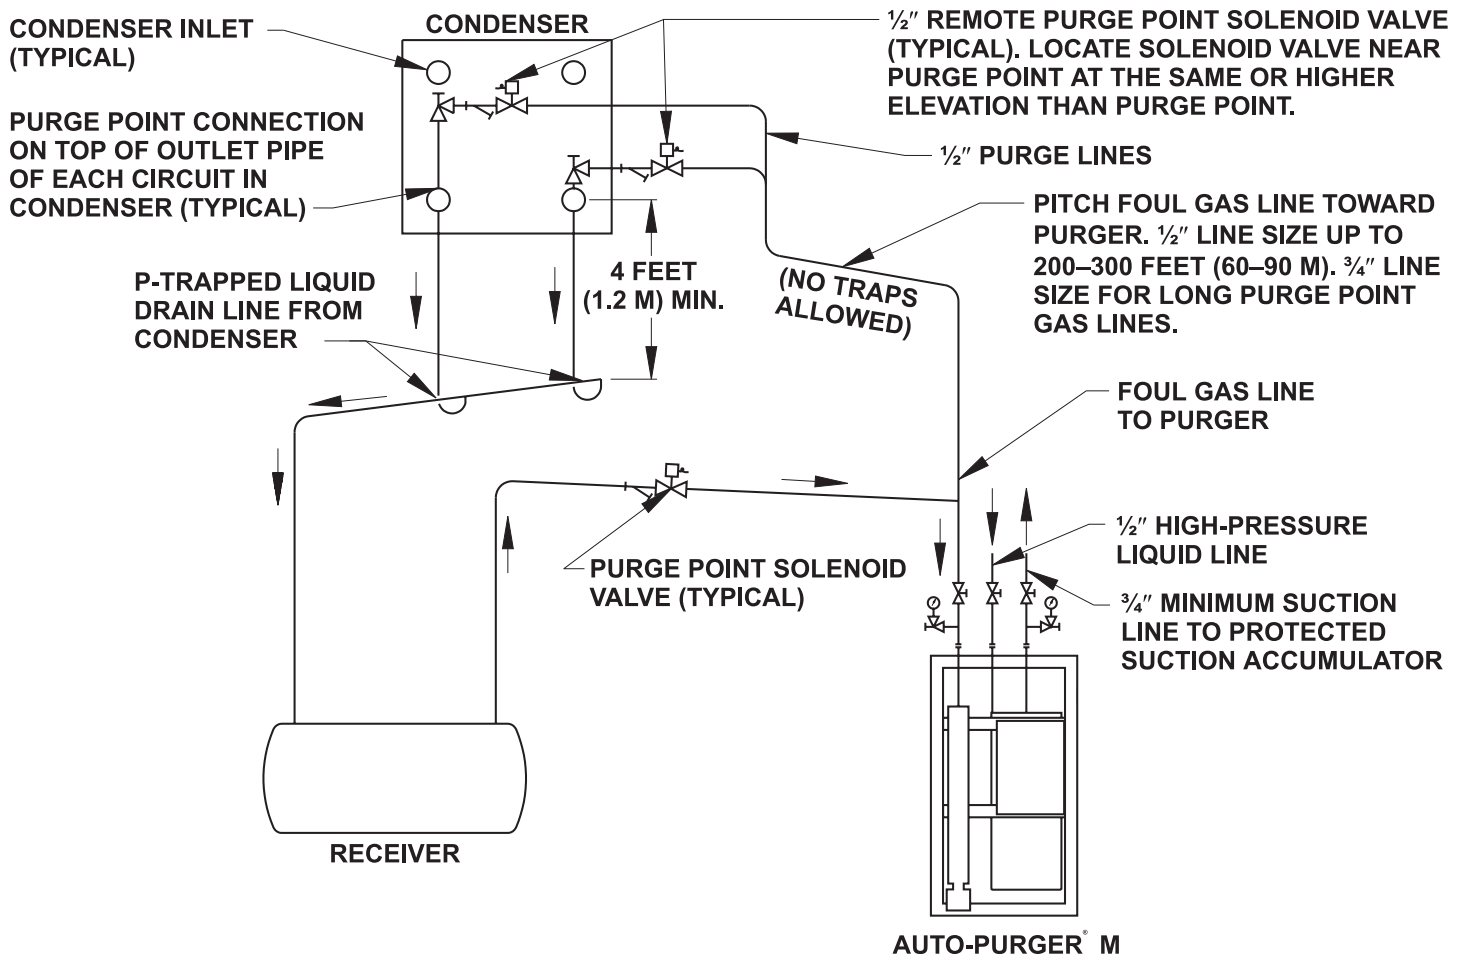 CONDENSER INLET
(TYPICAL)
CONDENSER
½″ REMOTE PURGE POINT SOLENOID VALVE
(TYPICAL). LOCATE SOLENOID VALVE NEAR
PURGE POINT AT THE SAME OR HIGHER
ELEVATION THAN PURGE POINT.
PURGE POINT CONNECTION
ON TOP OF OUTLET PIPE
OF EACH CIRCUIT IN
CONDENSER (TYPICAL)
½″ PURGE LINES
PITCH FOUL GAS LINE TOWARD
PURGER. ½″ LINE SIZE UP TO
200–300 FEET (60–90 M). ¾″ LINE
SIZE FOR LONG PURGE POINT
GAS LINES.
P-TRAPPED LIQUID
DRAIN LINE FROM
CONDENSER
4 FEET
(1.2 M) MIN.
(NO TRAPS
ALLOWED)
FOUL GAS LINE
TO PURGER
½″ HIGH-PRESSURE
LIQUID LINE
PURGE POINT SOLENOID
VALVE (TYPICAL)
¾″ MINIMUM SUCTION
LINE TO PROTECTED
SUCTION ACCUMULATOR
RECEIVER
AUTO-PURGER® M